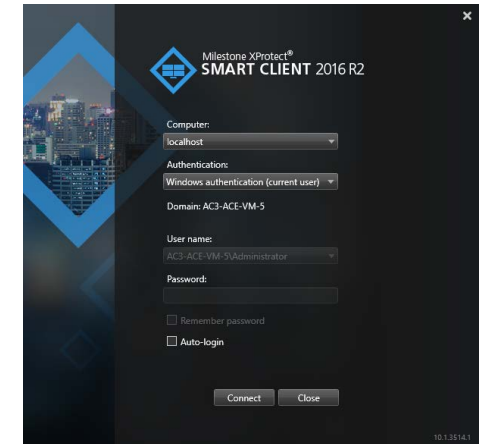 Milestone XProtect®
SMART CLIENT 2016 R2
Computer:
localhost
Authentication:
Windows authentication (current user)
Domain: AC3-ACE-VM-5
User name:
AC3-ACE-VM-5\Administrator
Password:
Remember password
Auto-login
Connect Close
10.1.3514.1